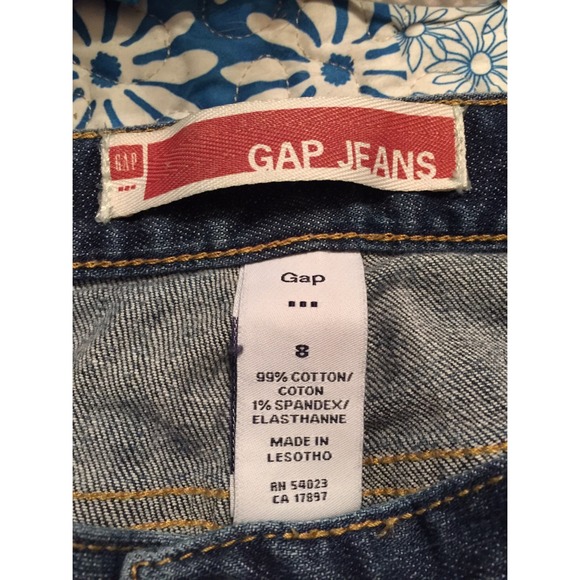 GAP
GAP JEANS
Gap
8
99% COTTON/
COTON
1% SPANDEX/
ELASTHANNE
MADE IN
LESOTHO
RN 54023
CA 17897